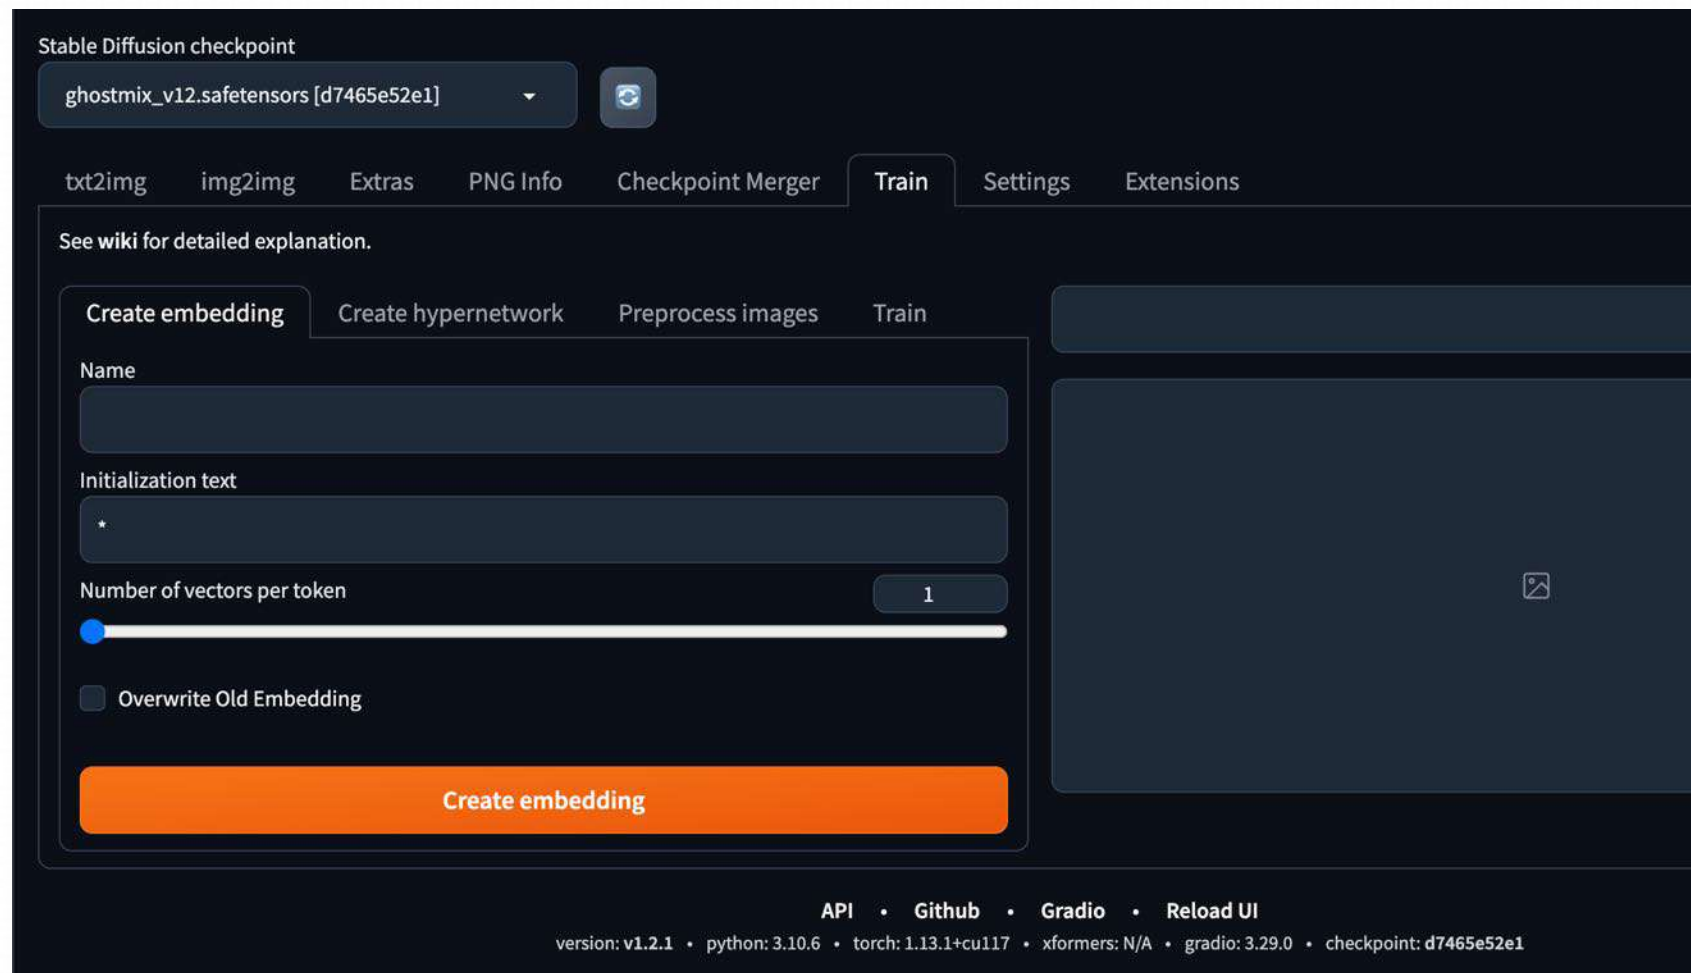 Stable Diffusion checkpoint
ghostmix_v12.safetensors [d7465e52e1]
txt2img img2img Extras PNG Info Checkpoint Merger Train Settings Extensions
See wiki for detailed explanation.
Create embedding Create hypernetwork Preprocess images Train
Name
Initialization text
*
Number of vectors per token 1
Overwrite Old Embedding
Create embedding
API • Github • Gradio • Reload UI
version: v1.2.1 • python: 3.10.6 • torch: 1.13.1+cu117 • xformers: N/A • gradio: 3.29.0 • checkpoint: d7465e52e1